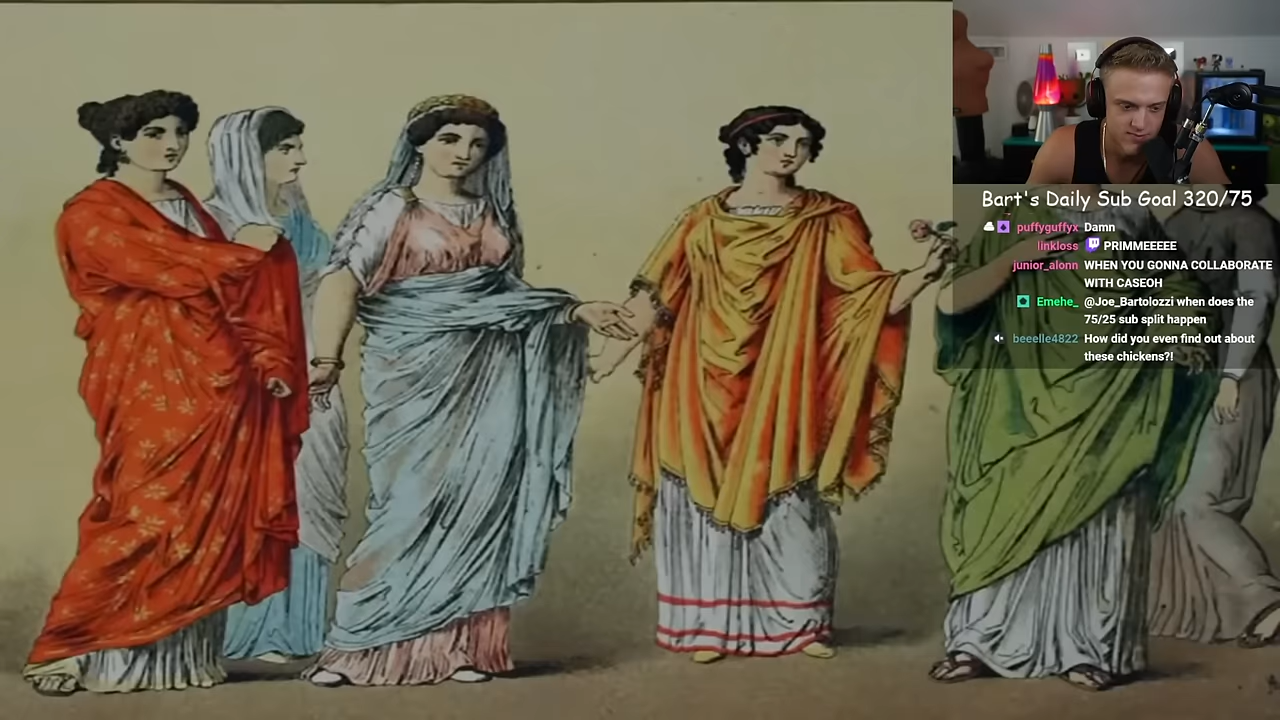 Bart's Daily Sub Goal 320/75
puffyguffyx Damn
linkloss PRIMMEEEEE
junior_alonn WHEN YOU GONNA COLLABORATE
WITH CASEOH
Emehe_ @Joe_Bartolozzi when does the
75/25 sub split happen
beeelle4822 How did you even find out about
these chickens?!